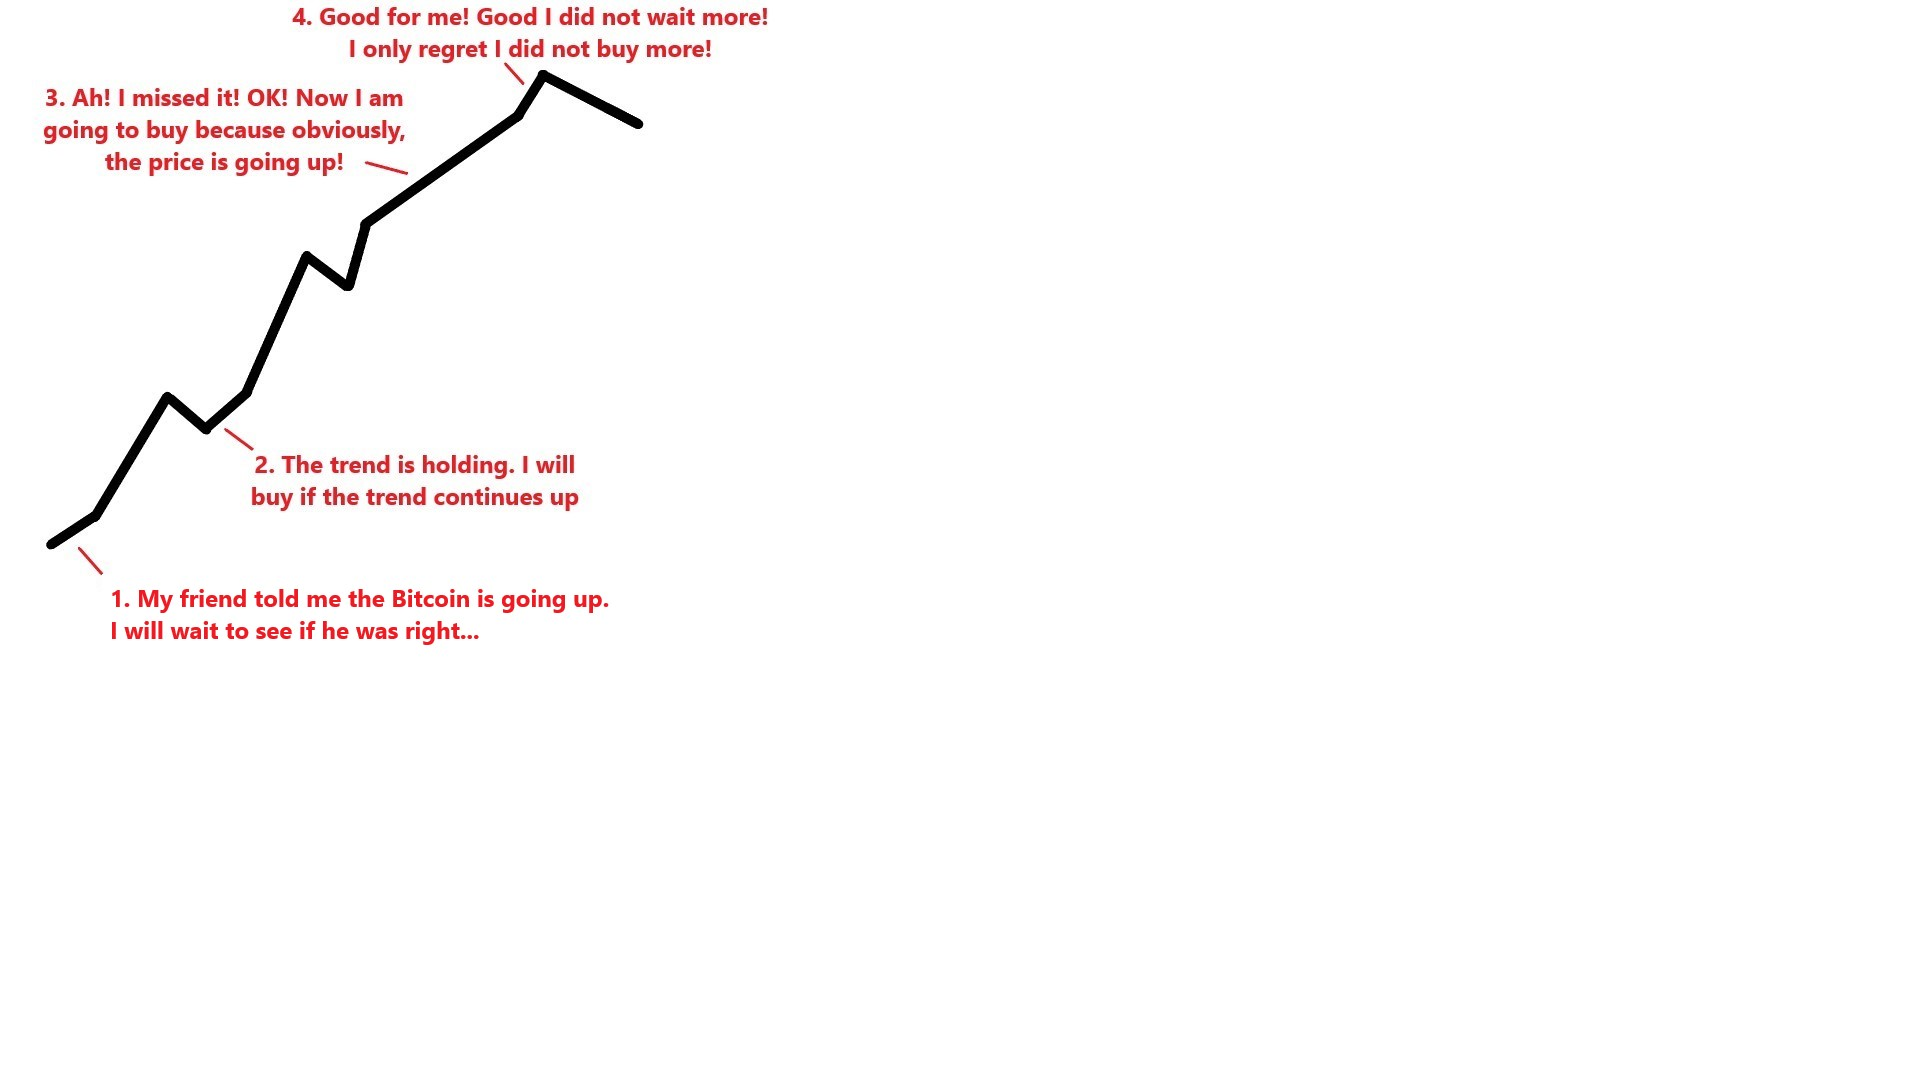 4. Good for me! Good I did not wait more!
I only regret I did not buy more!
3. Ah! I missed it! OK! Now I am
going to buy because obviously,
the price is going up!
2. The trend is holding. I will
buy if the trend continues up
1. My friend told me the Bitcoin is going up.
I will wait to see if he was right...